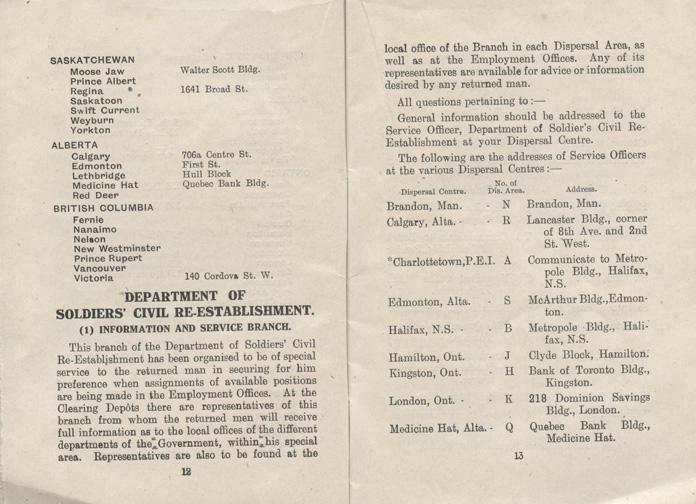 SASKATCHEWAN
Moose Jaw Walter Scott Bldg.
Prince Albert
Regina 1641 Broad St.
Saskatoon
Swift Current
Weyburn
Yorkton
ALBERTA
Calgary 706a Centre St.
Edmonton First St.
Lethbridge Hull Block
Medicine Hat Quebec Bank Bldg.
Red Deer
BRITISH COLUMBIA
Fernie
Nanaimo
Nelson
New Westminster
Prince Rupert
Vancouver
Victoria 140 Cordova St. W.
DEPARTMENT OF
SOLDIERS' CIVIL RE-ESTABLISHMENT.
(1) INFORMATION AND SERVICE BRANCH.
This branch of the Department of Soldiers' Civil
Re-Establishment has been organised to be of special
service to the returned man in securing for him
preference when assignments of available positions
are being made in the Employment Offices. At the
Clearing Depôts there are representatives of this
branch from whom the returned men will receive
full information as to the local offices of the different
departments of the Government, within his special
area. Representatives are also to be found at the
12
local office of the Branch in each Dispersal Area, as
well as at the Employment Offices. Any of its
representatives are available for advice or information
desired by any returned man.
All questions pertaining to:—
General information should be addressed to the
Service Officer, Department of Soldier's Civil Re-
Establishment at your Dispersal Centre.
The following are the addresses of Service Officers
at the various Dispersal Centres:—
Dispersal Centre. No. of Dis. Area. Address.
Brandon, Man. - N Brandon, Man.
Calgary, Alta. - R Lancaster Bldg., corner
of 8th Ave. and 2nd
St. West.
*Charlottetown, P.E.I. A Communicate to Metro-
pole Bldg., Halifax,
N.S.
Edmonton, Alta. - S McArthur Bldg., Edmon-
ton.
Halifax, N.S. - B Metropole Bldg., Hali-
fax, N.S.
Hamilton, Ont. - J Clyde Block, Hamilton.
Kingston, Ont. - H Bank of Toronto Bldg.,
Kingston.
London, Ont. - K 218 Dominion Savings
Bldg., London.
Medicine Hat, Alta. - Q Quebec Bank Bldg.,
Medicine Hat.
13